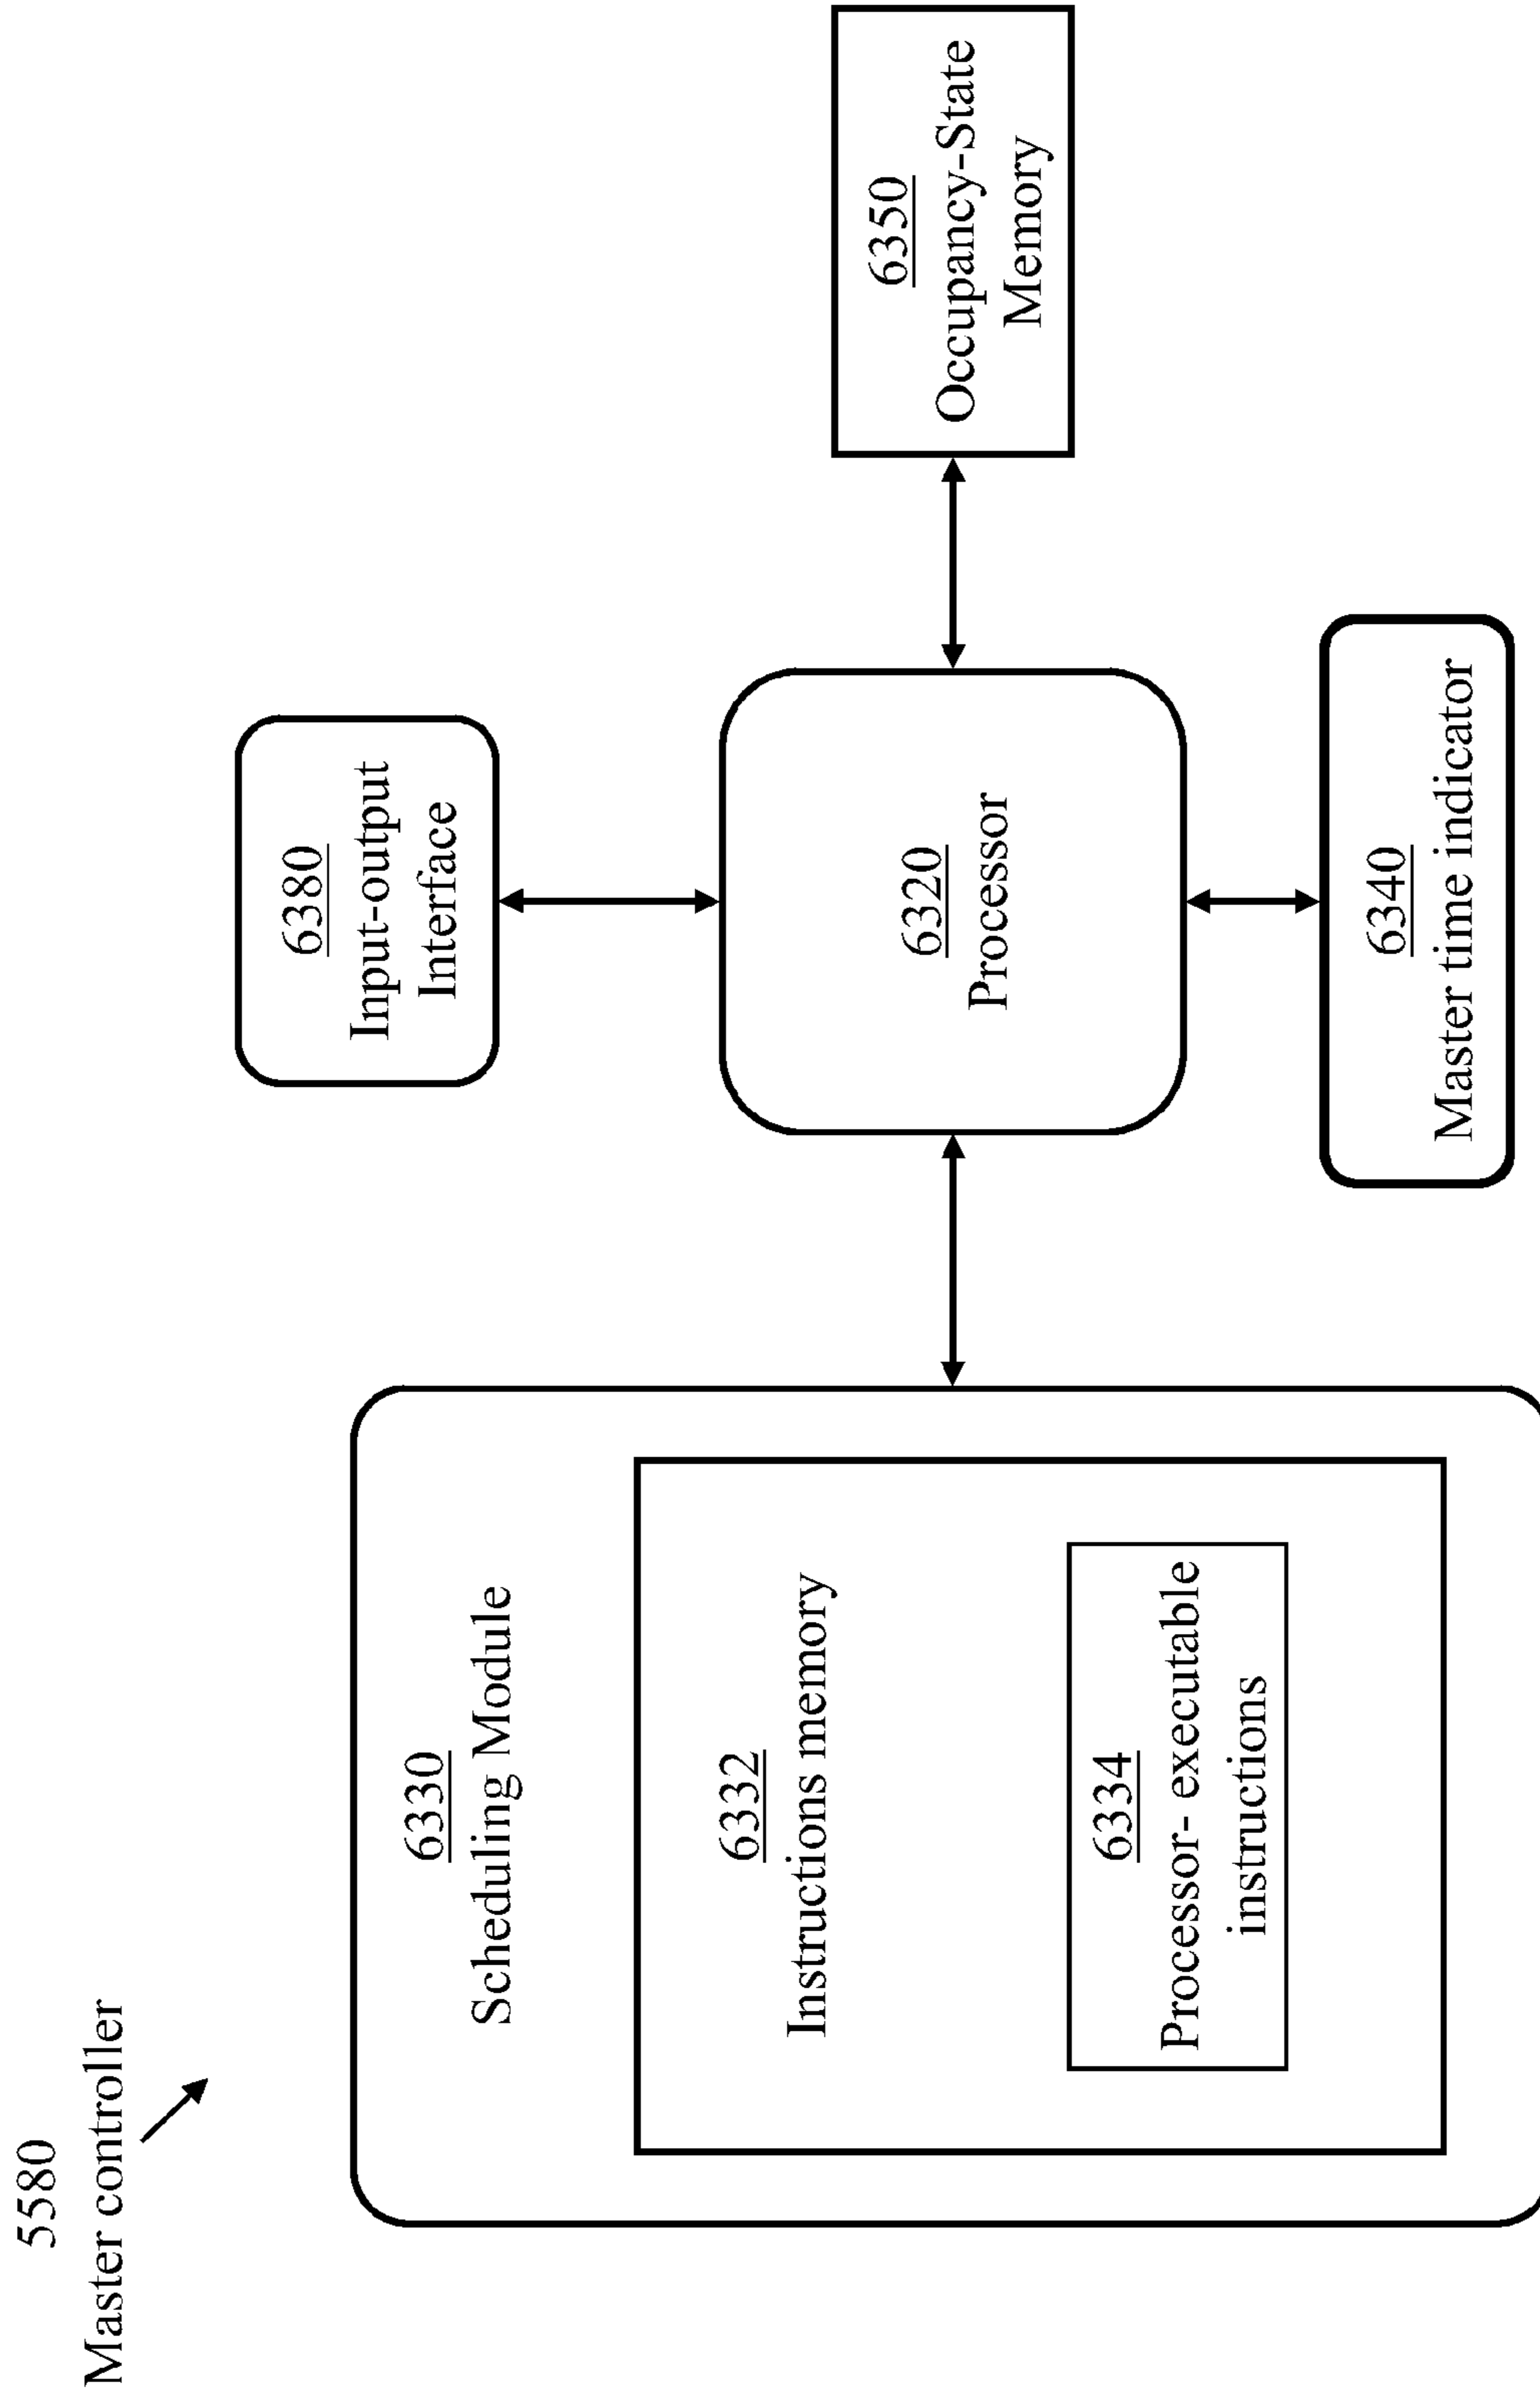 5580
Master controller
6380
Input-output
Interface
6330
Scheduling Module
6332
Instructions memory
6334
Processor- executable
instructions
6320
Processor
6350
Occupancy-State
Memory
6340
Master time indicator